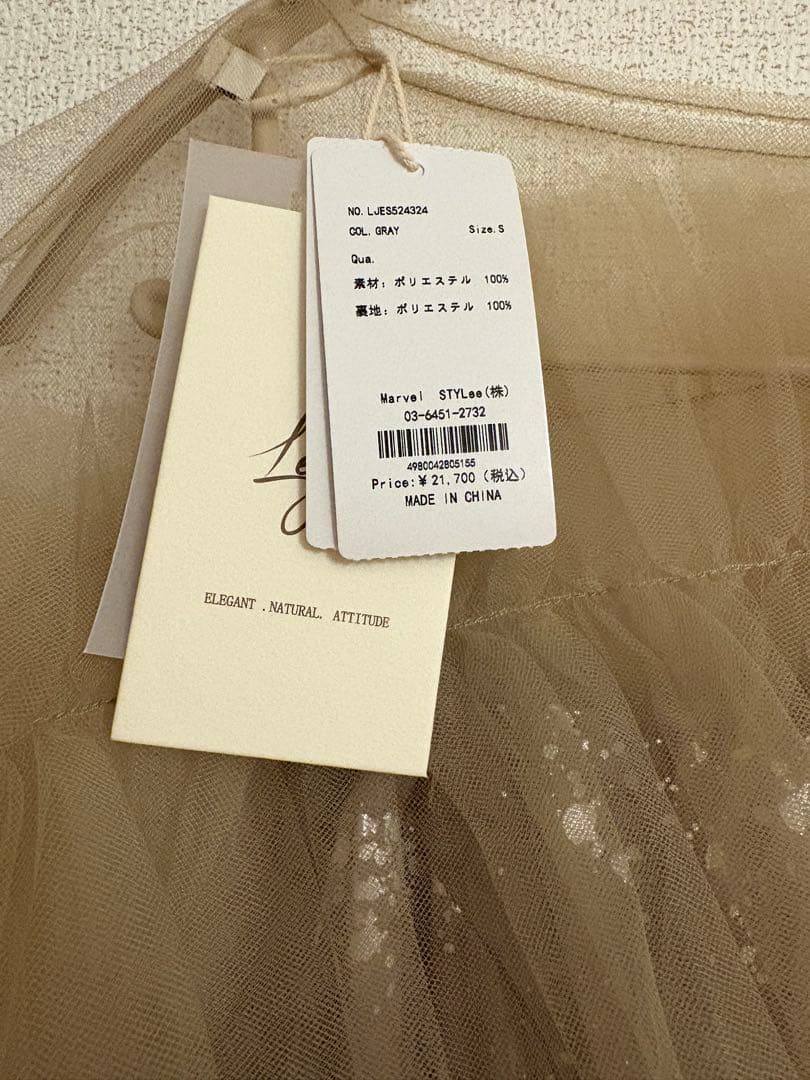 NO. LJES524324
COL. GRAY Size.S
Qua.
素材: ポリエステル 100%
裏地: ポリエステル 100%
Marvel STYLee(株)
03-6451-2732
4980042805155
Price:¥ 21,700 (税込)
MADE IN CHINA
ELEGANT .NATURAL. ATTITUDE